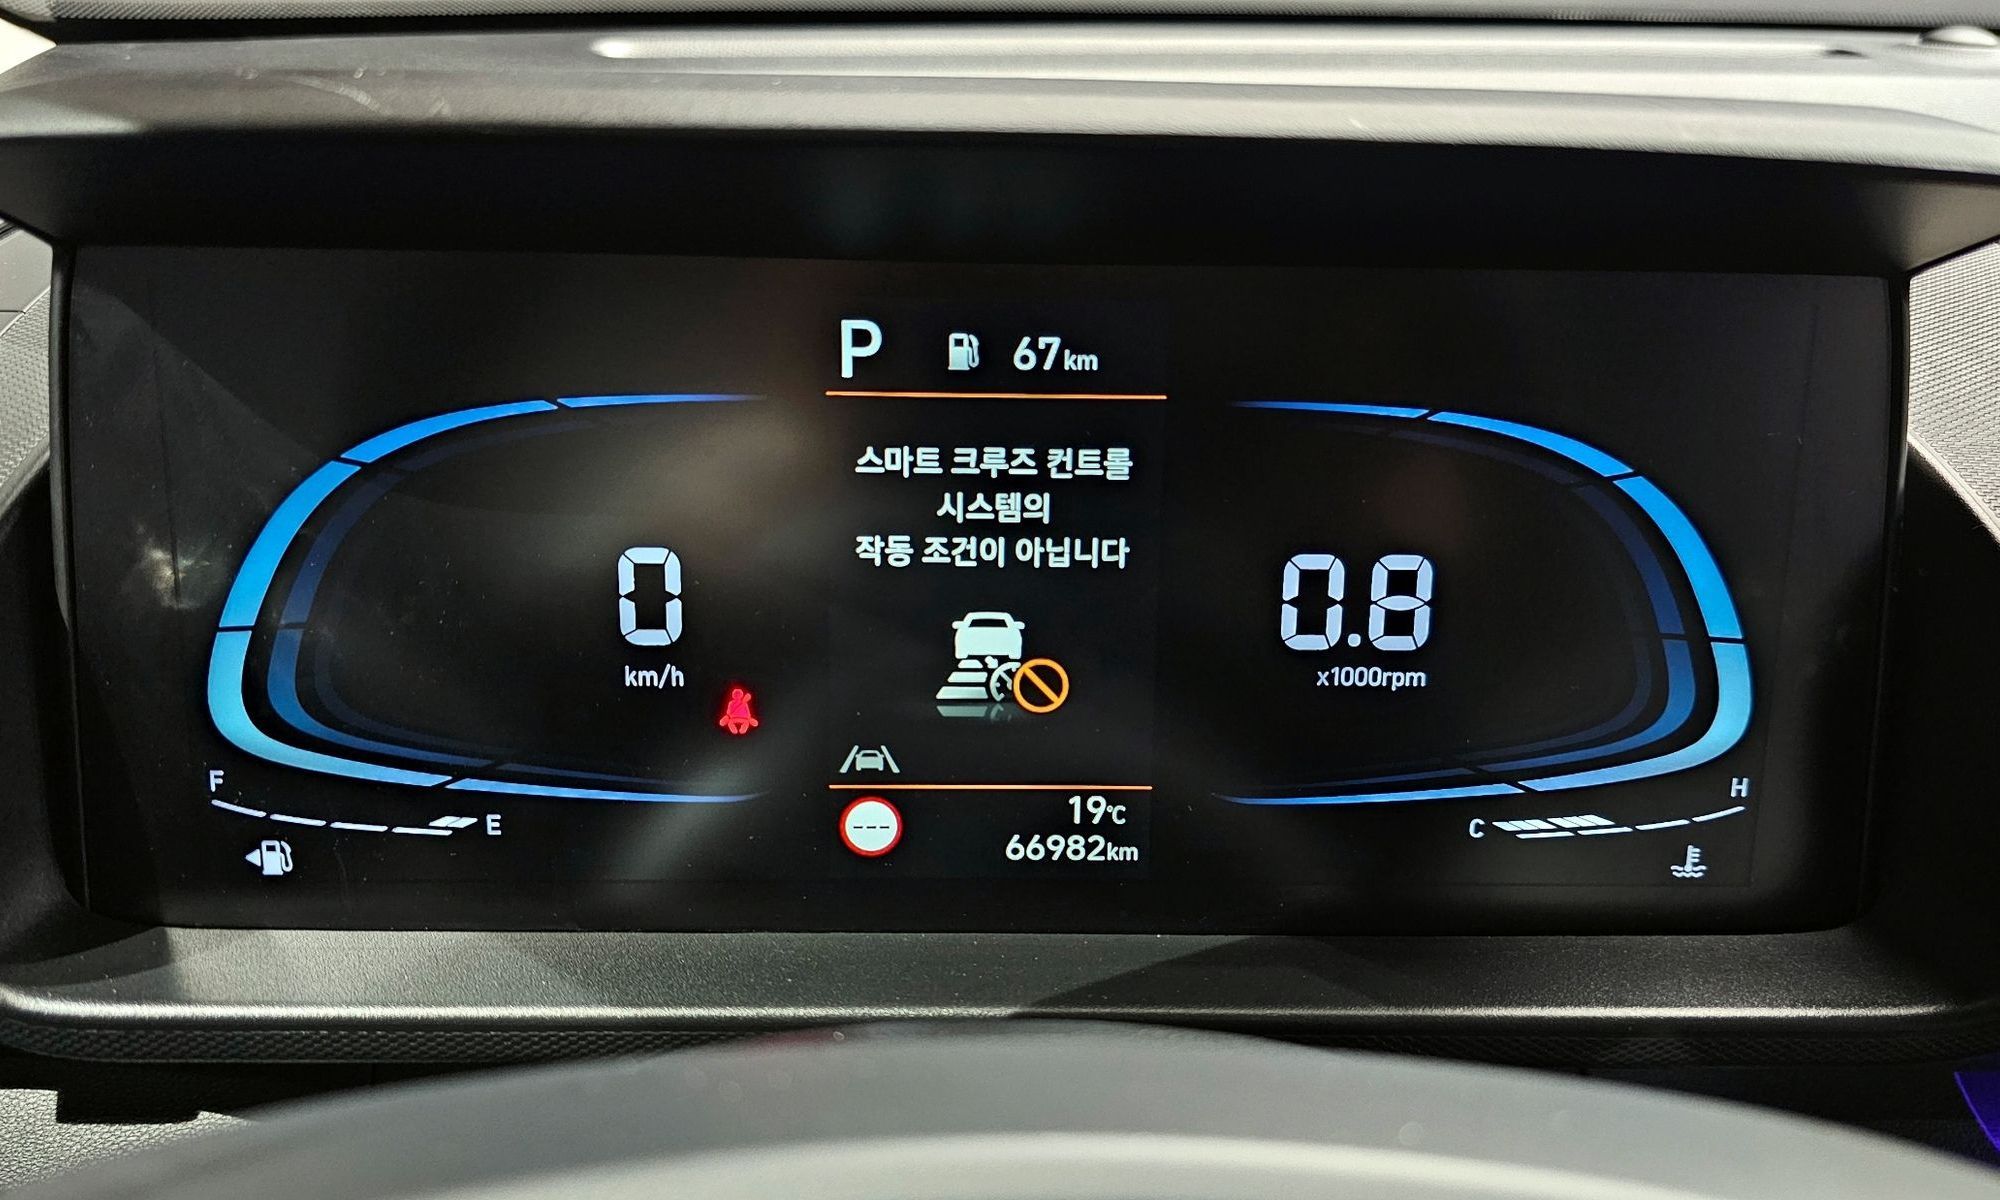 P 67km
스마트 크루즈 컨트롤
시스템의
작동 조건이 아닙니다
0
km/h
0.8
x1000rpm
F
E
C
H
---
19℃
66982km